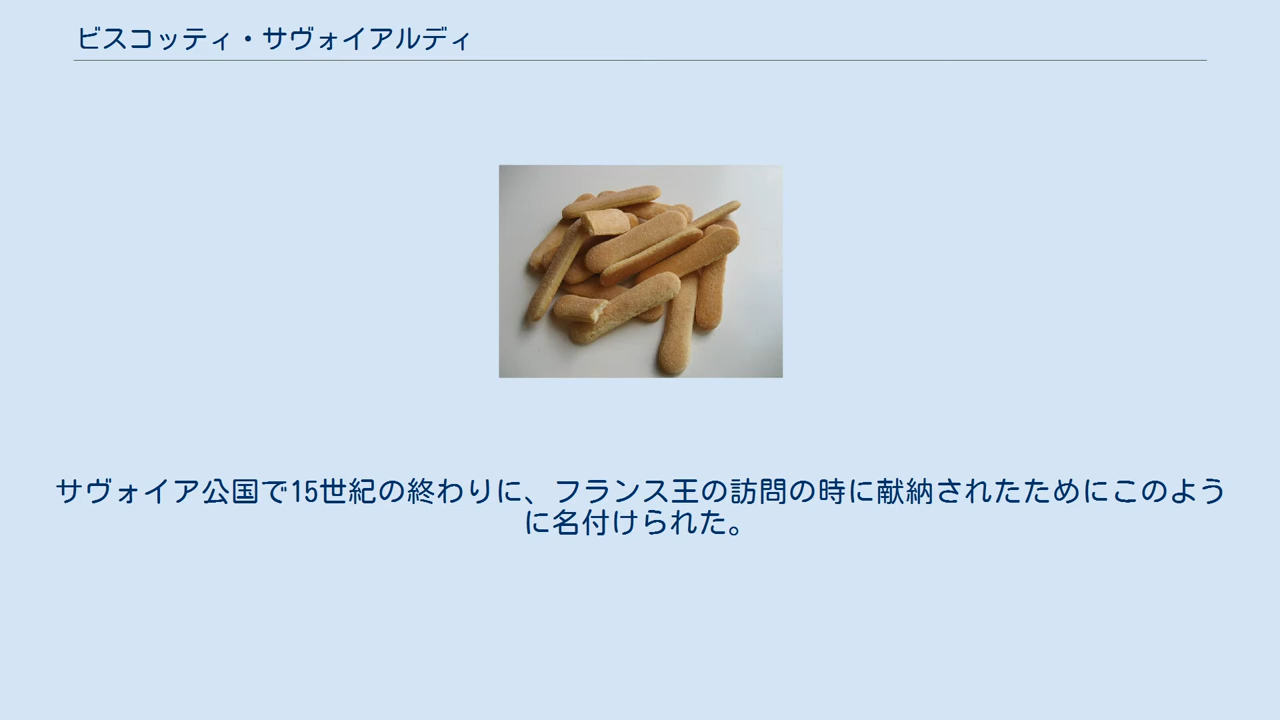 ビスコッティ・サヴォイアルディ
サヴォイア公国で15世紀の終わりに、フランス王の訪問の時に献納されたためにこのよう
に名付けられた。